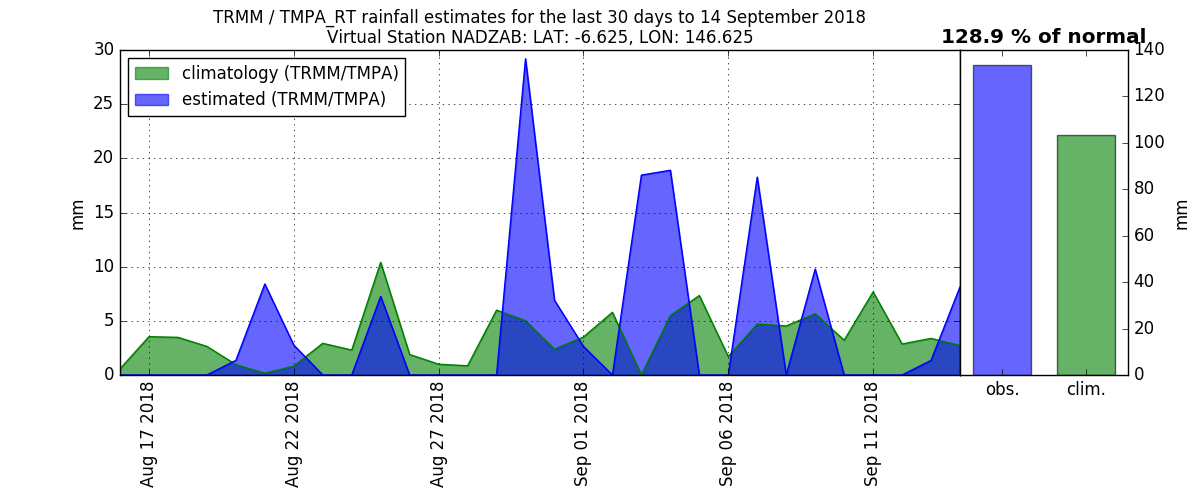 TRMM / TMPA_RT rainfall estimates for the last 30 days to 14 September 2018
Virtual Station NADZAB: LAT: -6.625, LON: 146.625
128.9 % of normal
climatology (TRMM/TMPA)
estimated (TRMM/TMPA)
30
25
20
15
10
5
0
mm
Aug 17 2018
Aug 22 2018
Aug 27 2018
Sep 01 2018
Sep 06 2018
Sep 11 2018
140
120
100
80
60
40
20
0
mm
obs.
clim.